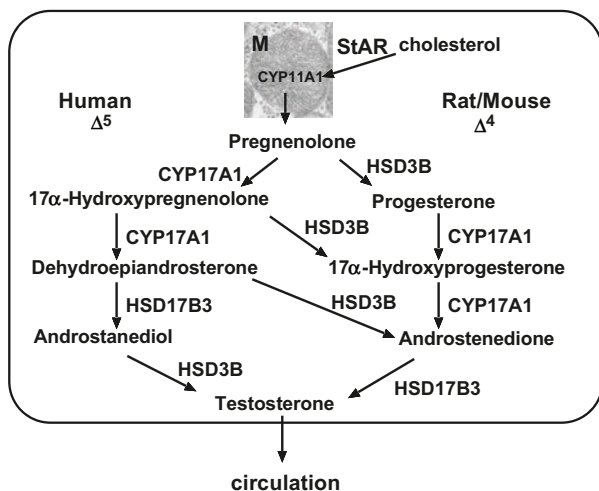 M
StAR cholesterol
CYP11A1
Human
Δ5
Rat/Mouse
Δ4
Pregnenolone
CYP17A1
HSD3B
17α-Hydroxypregnenolone
Progesterone
HSD3B
CYP17A1
CYP17A1
Dehydroepiandrosterone
17α-Hydroxyprogesterone
HSD17B3
HSD3B
CYP17A1
Androstanediol
Androstenedione
HSD3B
HSD17B3
Testosterone
circulation